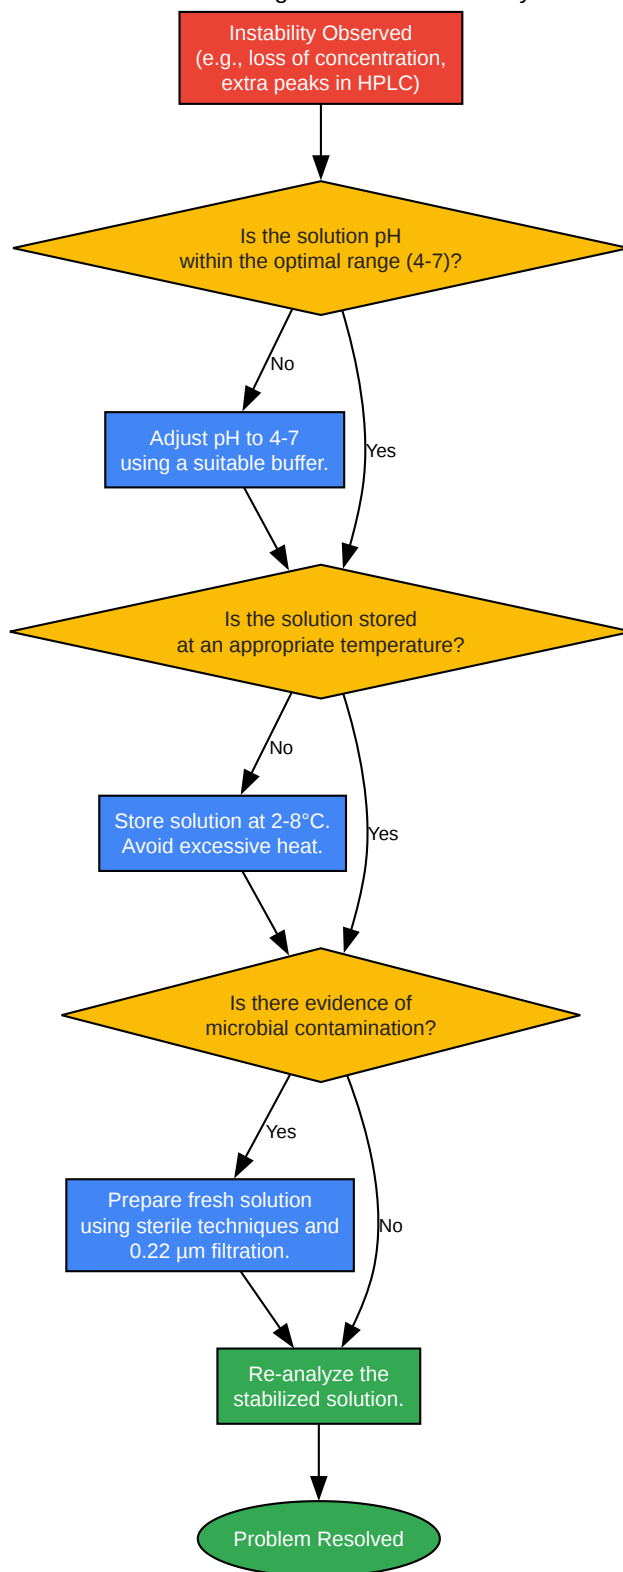 Instability Observed
(e.g., loss of concentration,
extra peaks in HPLC)
Is the solution pH
within the optimal range (4-7)?
No
Adjust pH to 4-7
using a suitable buffer.
Yes
Is the solution stored
at an appropriate temperature?
No
Store solution at 2-8°C.
Avoid excessive heat.
Yes
Is there evidence of
microbial contamination?
Yes
Prepare fresh solution
using sterile techniques and
0.22 µm filtration.
No
Re-analyze the
stabilized solution.
Problem Resolved